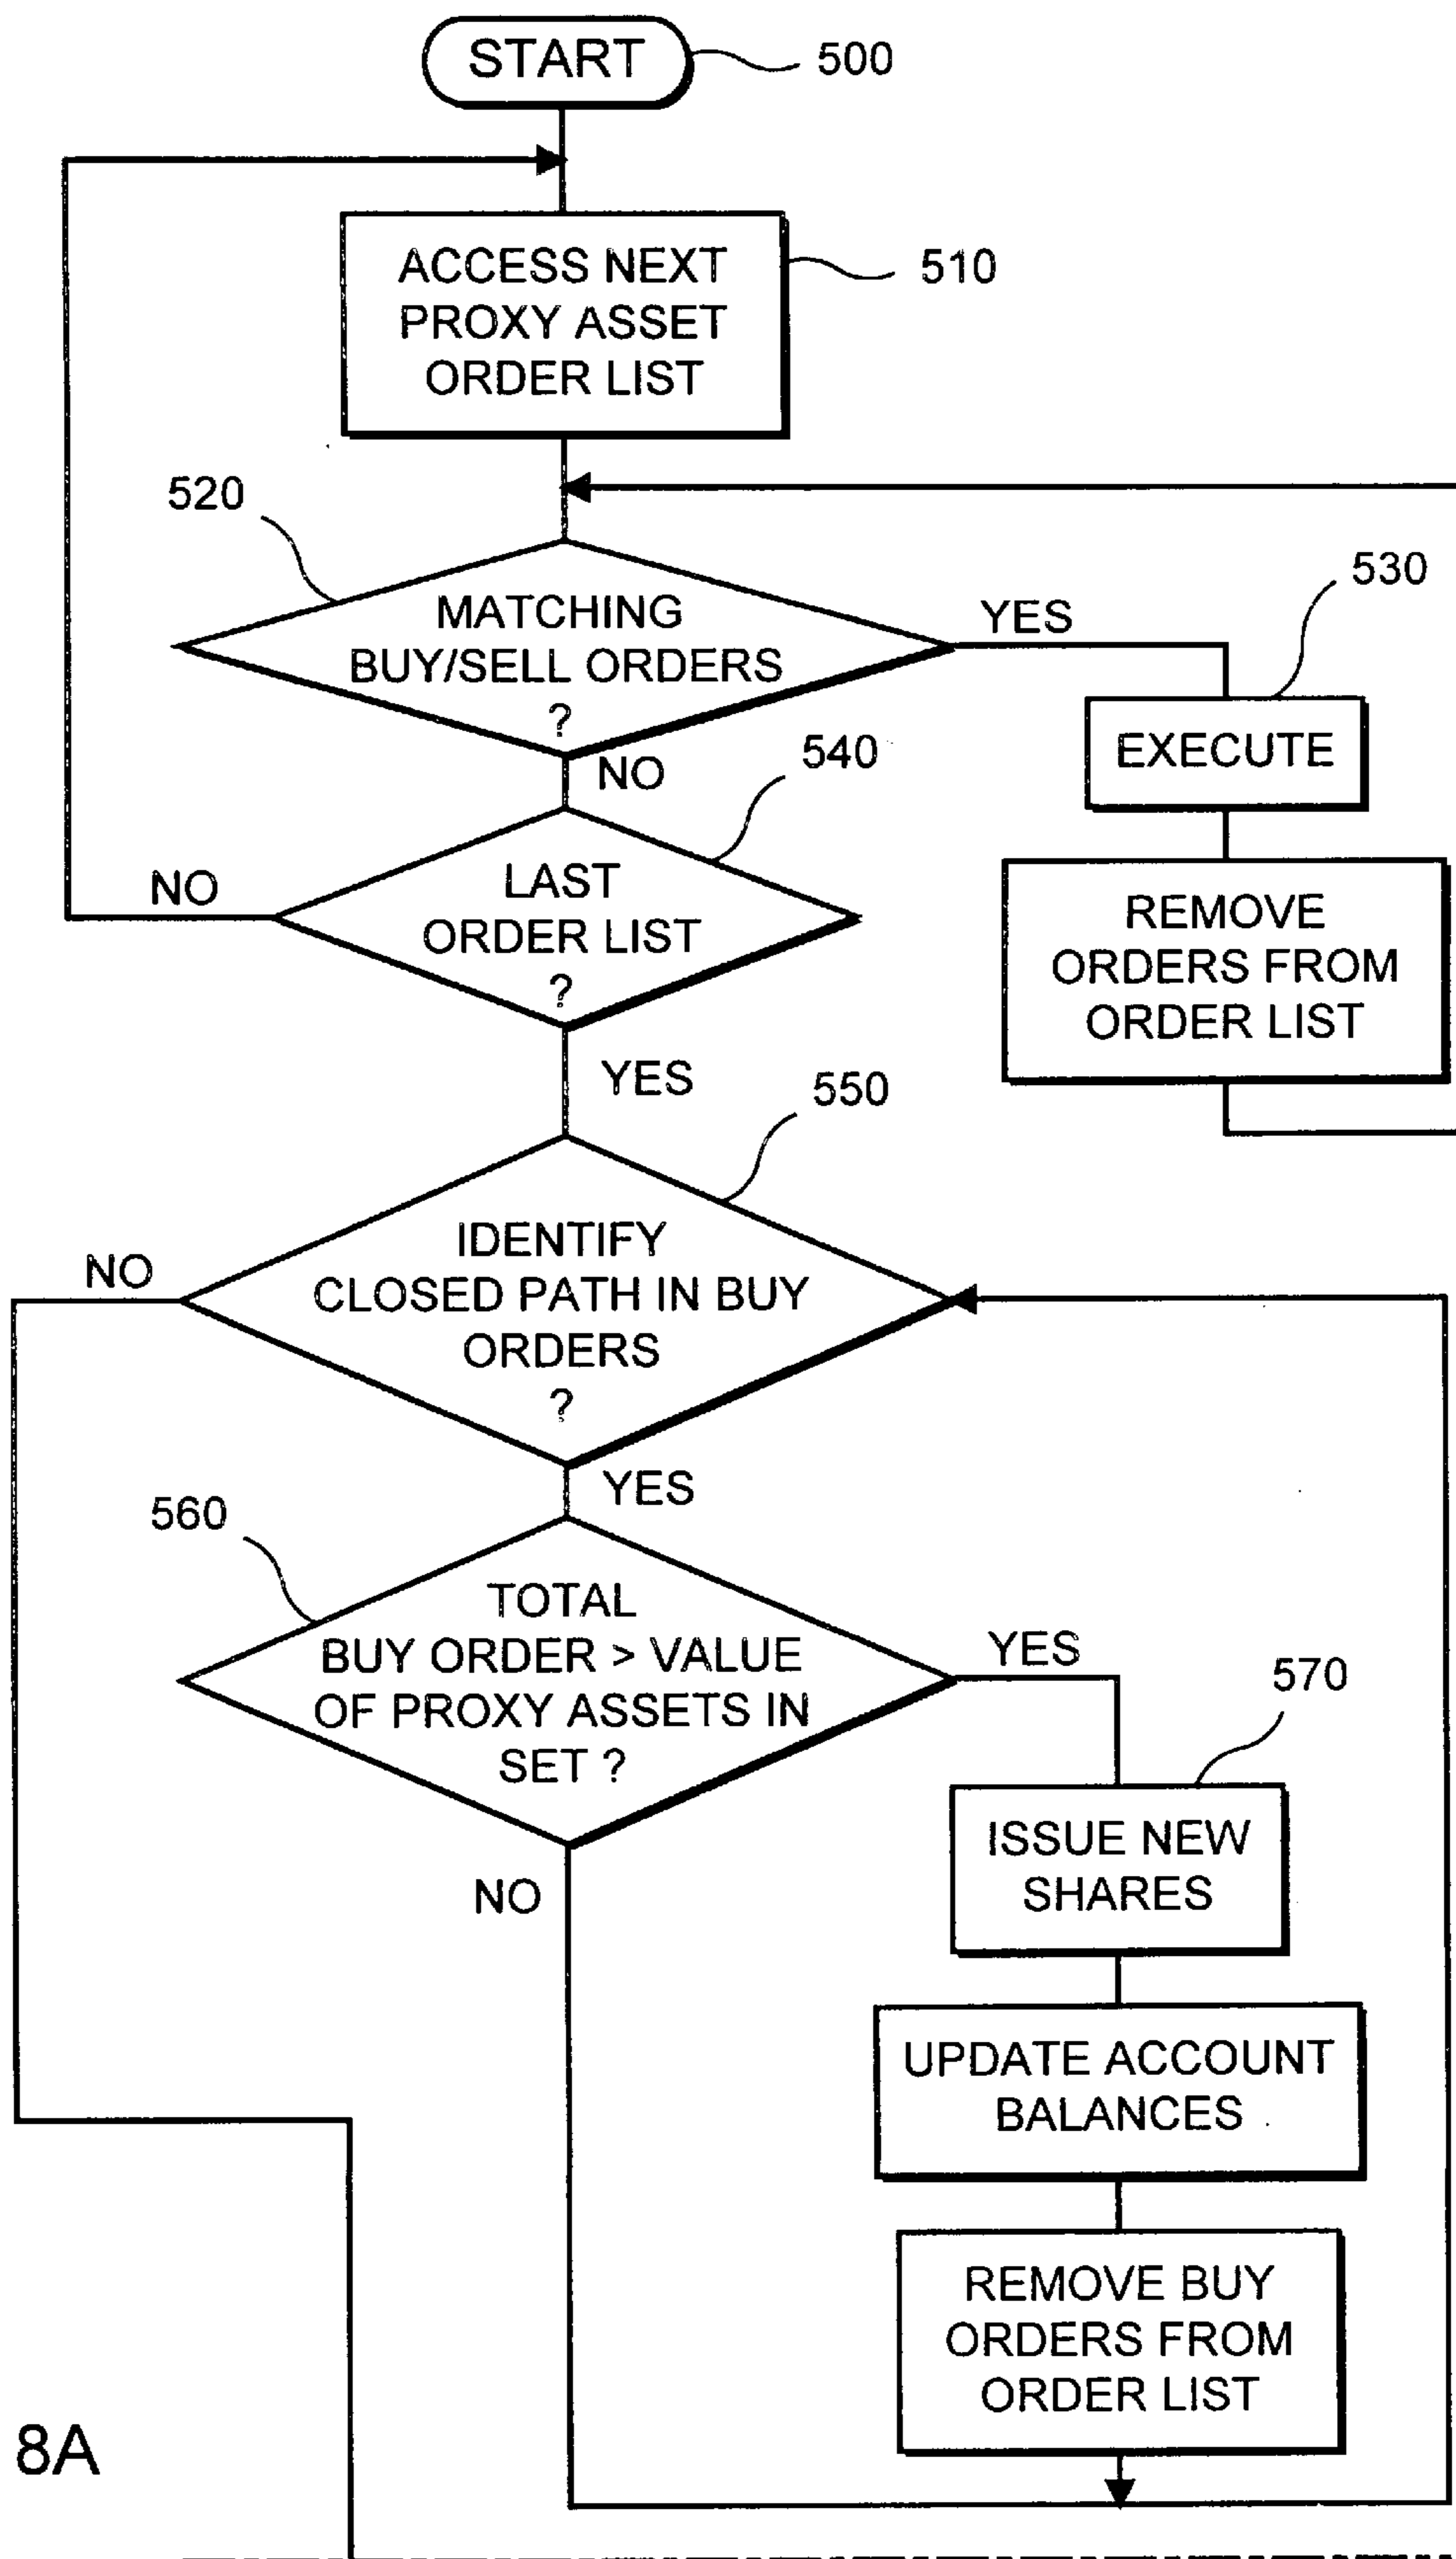 START
500
ACCESS NEXT
PROXY ASSET
ORDER LIST
510
520
MATCHING
BUY/SELL ORDERS
?
YES
530
EXECUTE
NO
540
REMOVE
ORDERS FROM
ORDER LIST
LAST
ORDER LIST
?
NO
YES
550
IDENTIFY
CLOSED PATH IN BUY
ORDERS
?
NO
YES
560
TOTAL
BUY ORDER > VALUE
OF PROXY ASSETS IN
SET ?
YES
570
NO
ISSUE NEW
SHARES
UPDATE ACCOUNT
BALANCES
REMOVE BUY
ORDERS FROM
ORDER LIST
8A